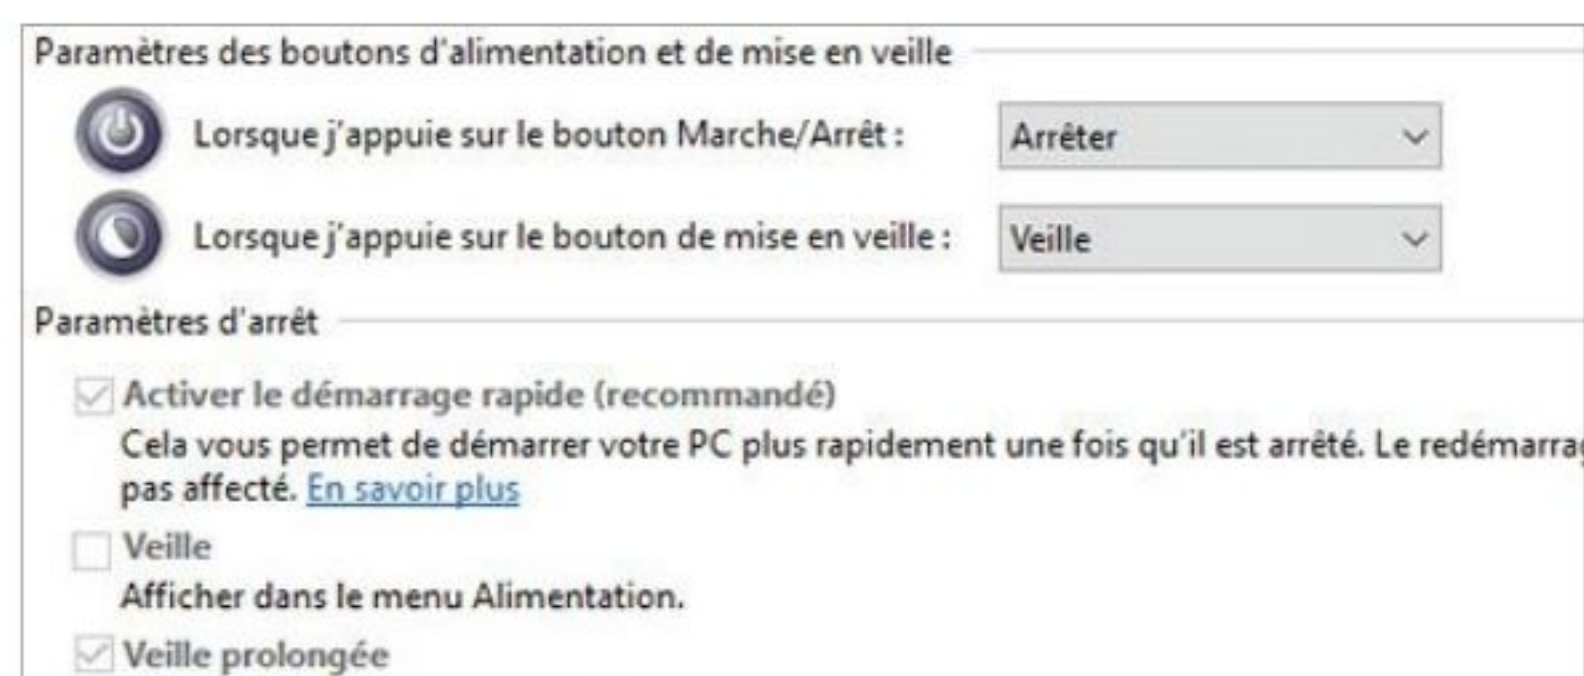 Paramètres des boutons d'alimentation et de mise en veille
Lorsque j'appuie sur le bouton Marche/Arrêt : Arrêter
Lorsque j'appuie sur le bouton de mise en veille : Veille
Paramètres d'arrêt
Activer le démarrage rapide (recommandé)
Cela vous permet de démarrer votre PC plus rapidement une fois qu'il est arrêté. Le
pas affecté. En savoir plus
Veille
Afficher dans le menu Alimentation.
Veille prolongée